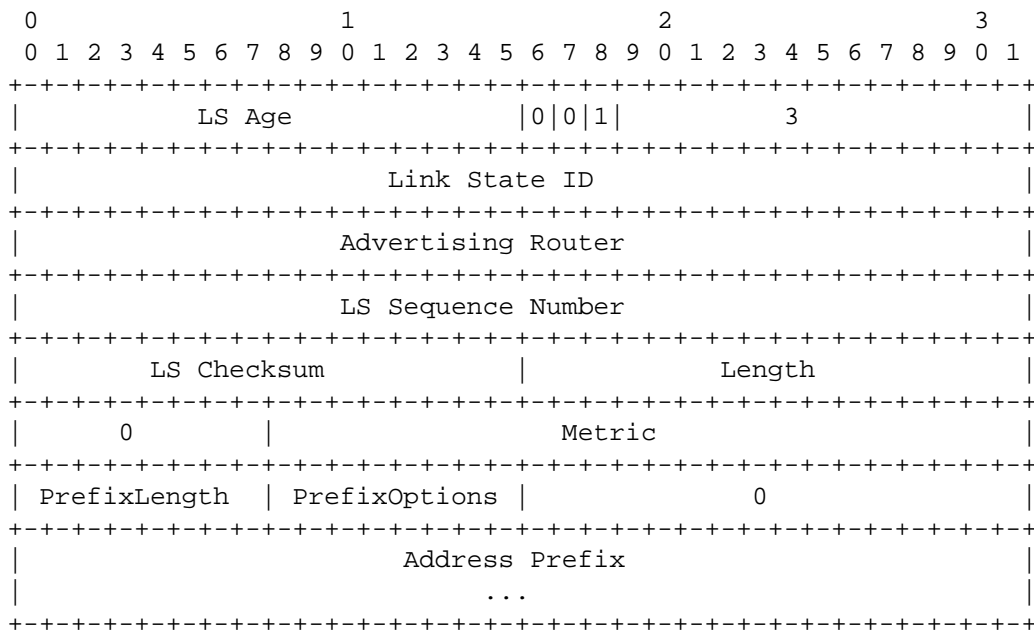 0                   1                   2                   3
 0 1 2 3 4 5 6 7 8 9 0 1 2 3 4 5 6 7 8 9 0 1 2 3 4 5 6 7 8 9 0 1
+-+-+-+-+-+-+-+-+-+-+-+-+-+-+-+-+-+-+-+-+-+-+-+-+-+-+-+-+-+-+-+-+
|           LS Age              |0|0|1|          3              |
+-+-+-+-+-+-+-+-+-+-+-+-+-+-+-+-+-+-+-+-+-+-+-+-+-+-+-+-+-+-+-+-+
|                       Link State ID                           |
+-+-+-+-+-+-+-+-+-+-+-+-+-+-+-+-+-+-+-+-+-+-+-+-+-+-+-+-+-+-+-+-+
|                    Advertising Router                         |
+-+-+-+-+-+-+-+-+-+-+-+-+-+-+-+-+-+-+-+-+-+-+-+-+-+-+-+-+-+-+-+-+
|                    LS Sequence Number                         |
+-+-+-+-+-+-+-+-+-+-+-+-+-+-+-+-+-+-+-+-+-+-+-+-+-+-+-+-+-+-+-+-+
|        LS Checksum            |            Length             |
+-+-+-+-+-+-+-+-+-+-+-+-+-+-+-+-+-+-+-+-+-+-+-+-+-+-+-+-+-+-+-+-+
|      0        |                  Metric                       |
+-+-+-+-+-+-+-+-+-+-+-+-+-+-+-+-+-+-+-+-+-+-+-+-+-+-+-+-+-+-+-+-+
| PrefixLength  | PrefixOptions |              0                |
+-+-+-+-+-+-+-+-+-+-+-+-+-+-+-+-+-+-+-+-+-+-+-+-+-+-+-+-+-+-+-+-+
|                        Address Prefix                         |
|                             ...                               |
+-+-+-+-+-+-+-+-+-+-+-+-+-+-+-+-+-+-+-+-+-+-+-+-+-+-+-+-+-+-+-+-+